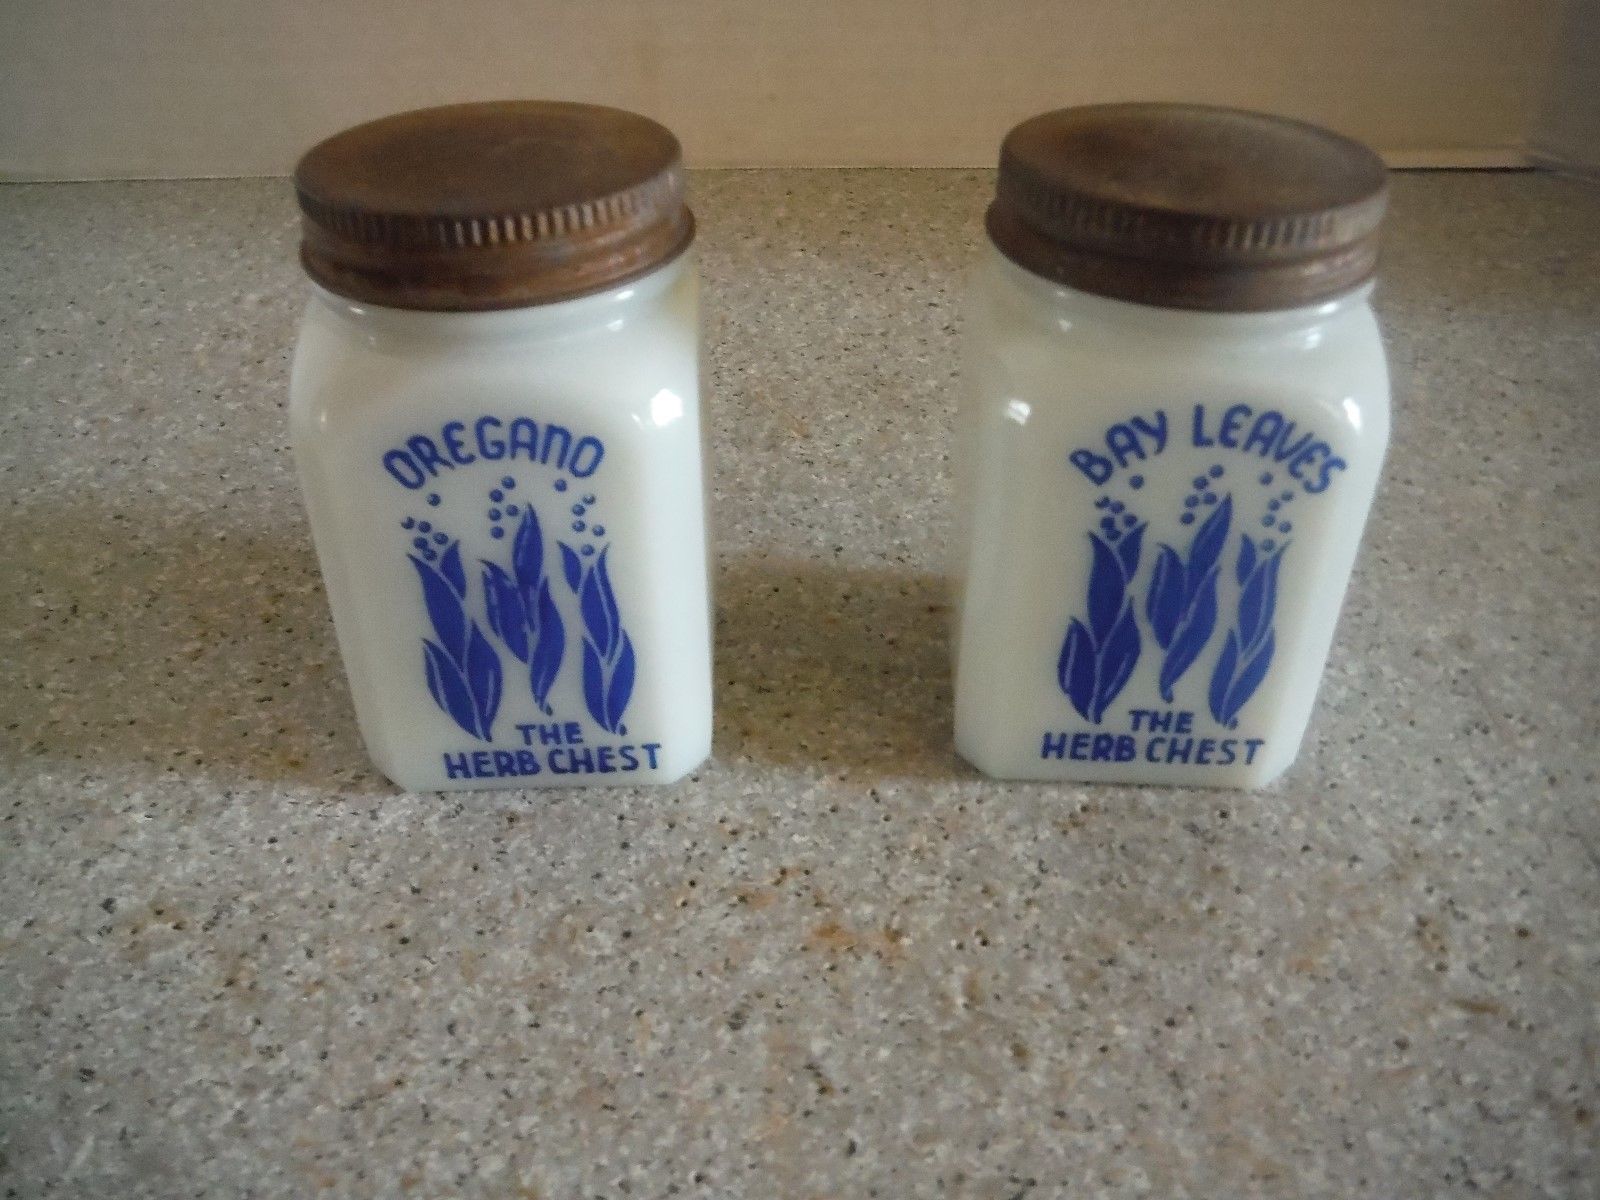 OREGANO
THE
HERB CHEST
BAY LEAVES
THE
HERB CHEST